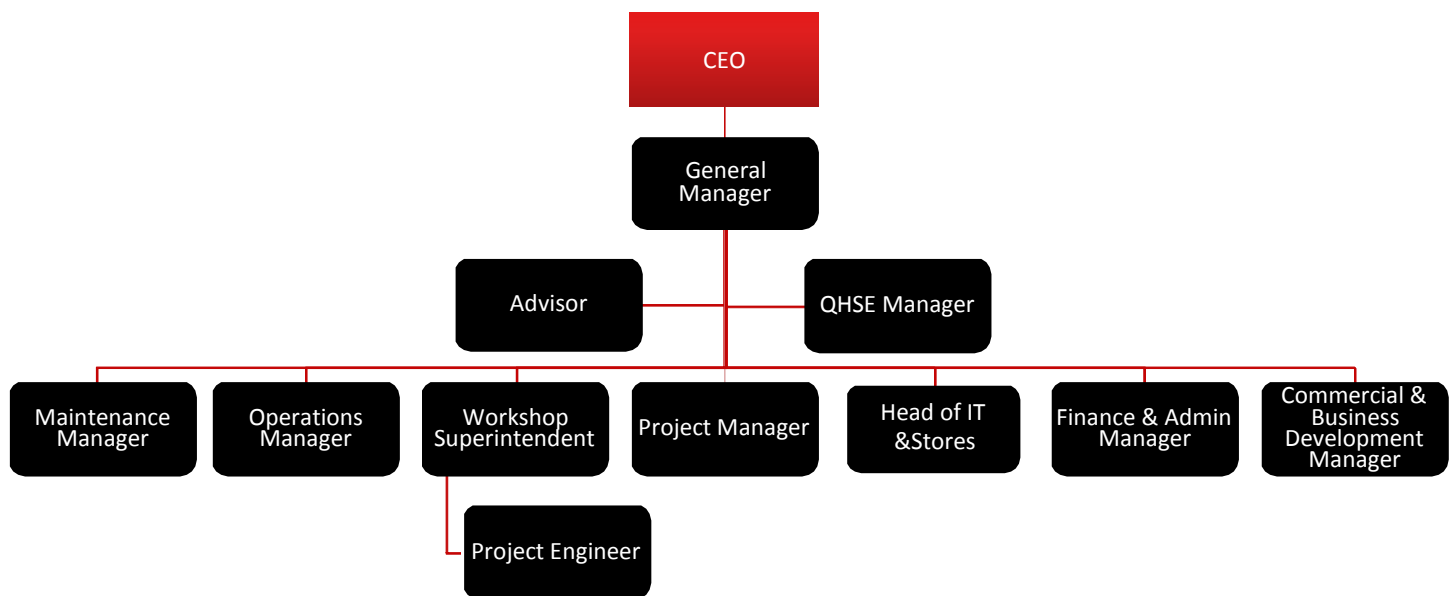 CEO
General
Manager
Advisor
QHSE Manager
Maintenance
Manager
Operations
Manager
Workshop
Superintendent
Project Manager
Head of IT
&Stores
Finance & Admin
Manager
Commercial &
Business
Development
Manager
Project Engineer